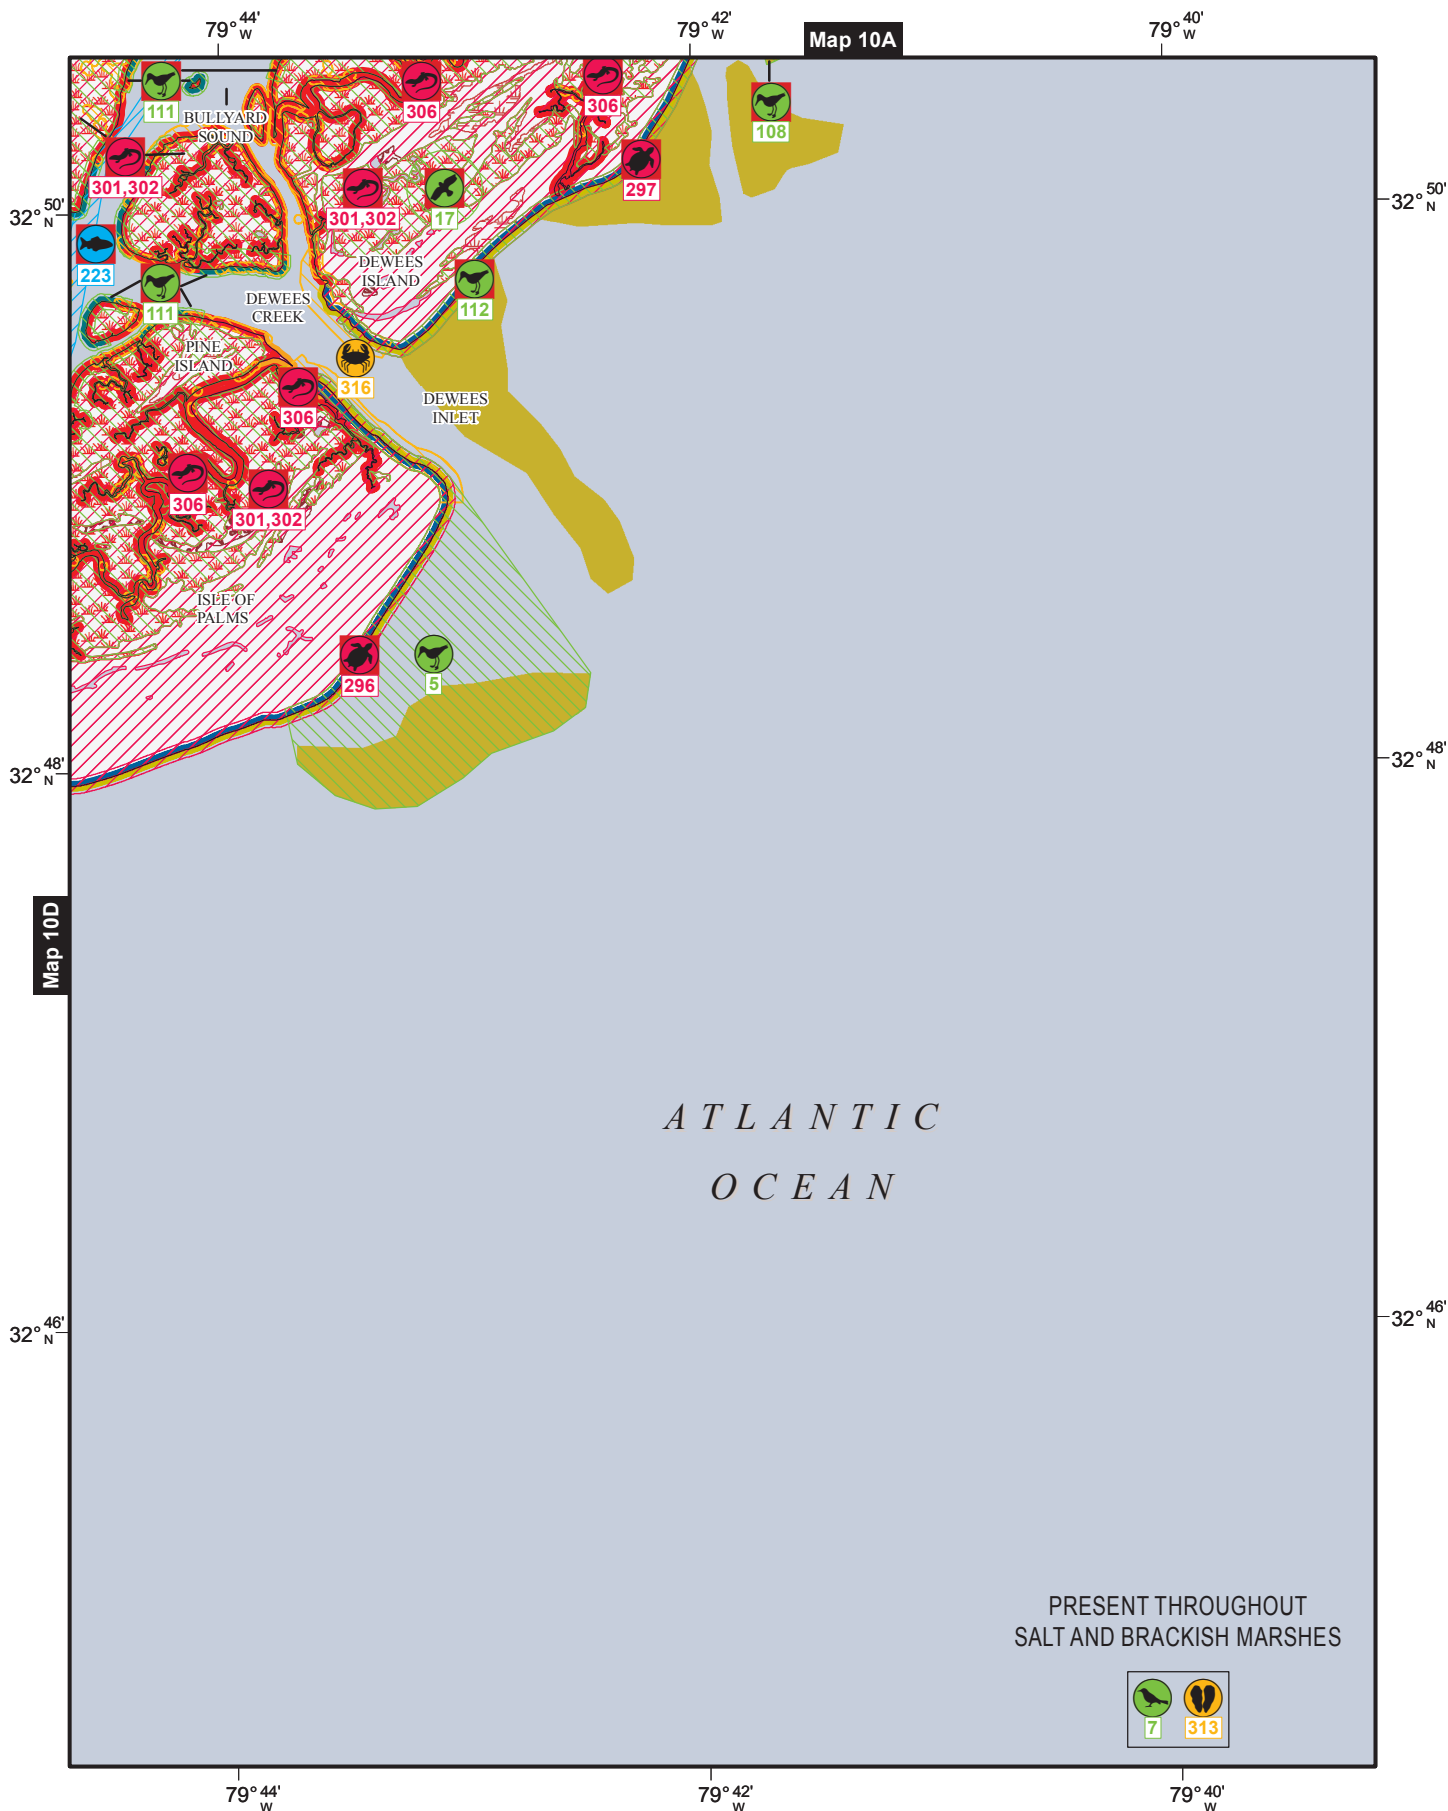 79° 44' W
79° 42' W
79° 40' W
Map 10A
111
306
306
108
BULLYARD
SOUND
301,302
297
301,302
17
32° 50' N
32° 50' N
223
DEWEES
ISLAND
111
DEWEES
CREEK
112
PINE
ISLAND
316
DEWEES
INLET
306
306
301,302
ISLE OF
PALMS
296
5
32° 48' N
32° 48' N
Map 10D
ATLANTIC
OCEAN
32° 46' N
32° 46' N
PRESENT THROUGHOUT
SALT AND BRACKISH MARSHES
7
313
79° 44' W
79° 42' W
79° 40' W